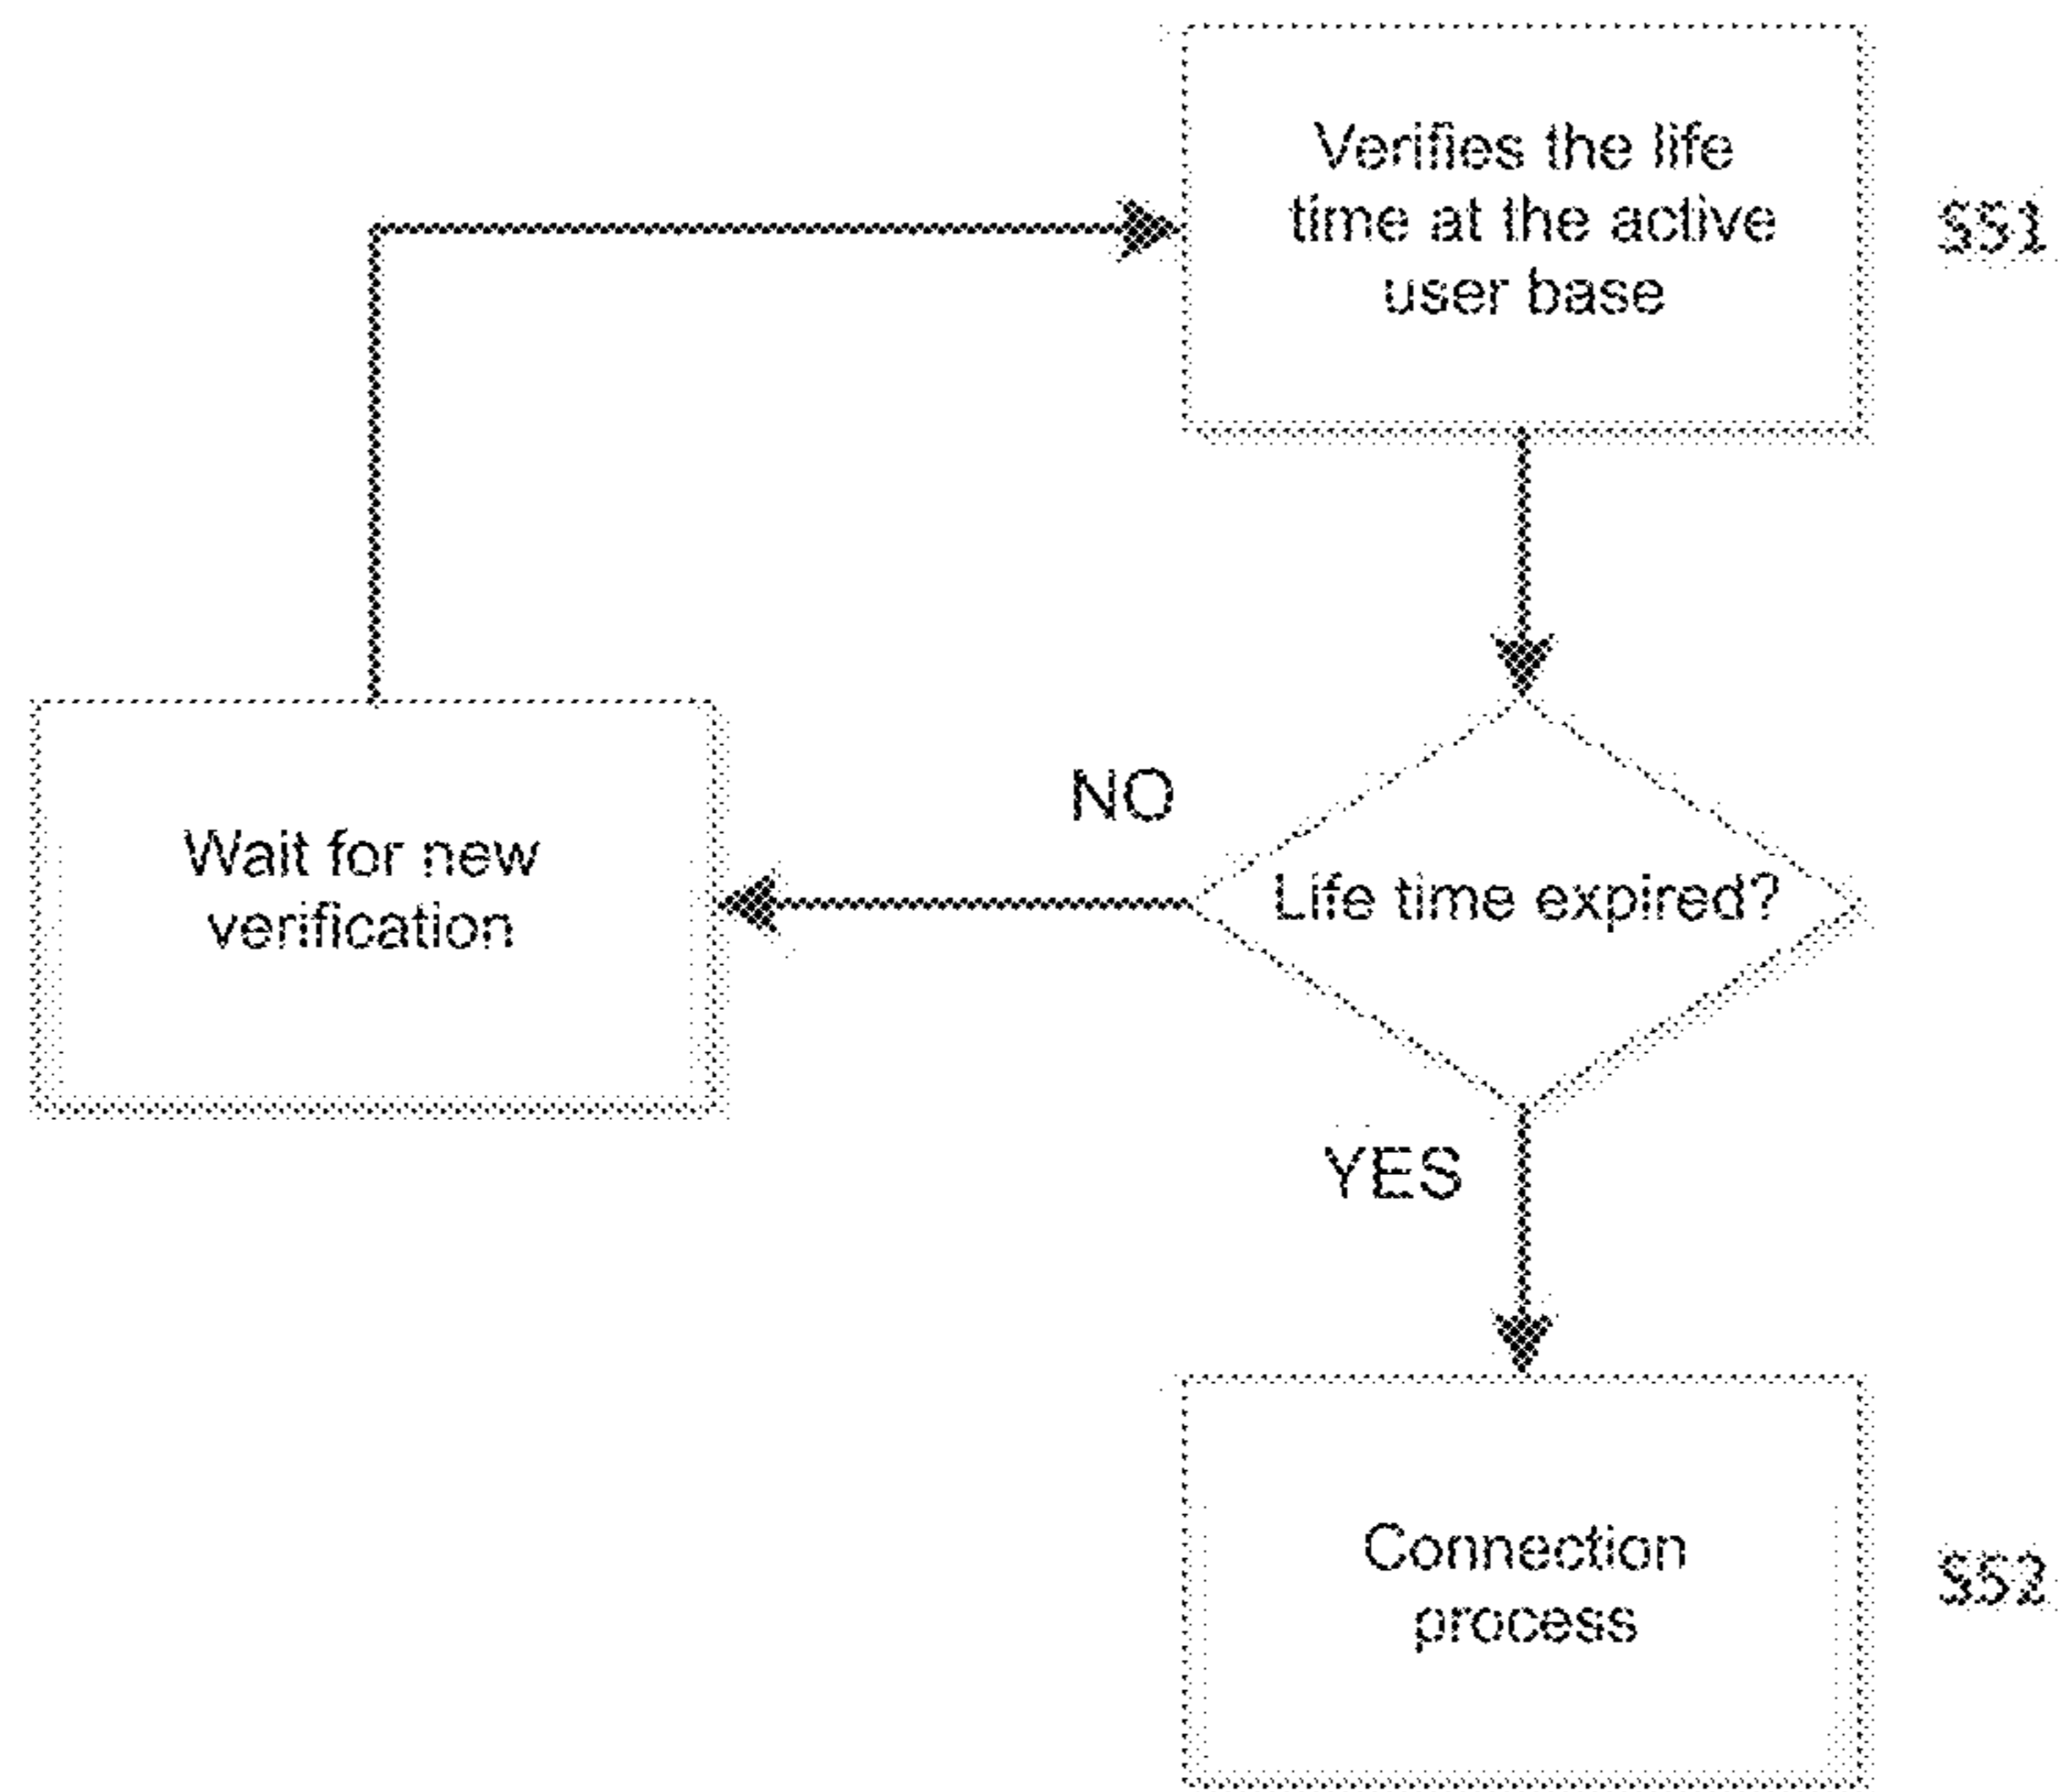 Verifies the life
time at the active
user base
S51
NO
Life time expired?
Wait for new
verification
YES
Connection
process
S52